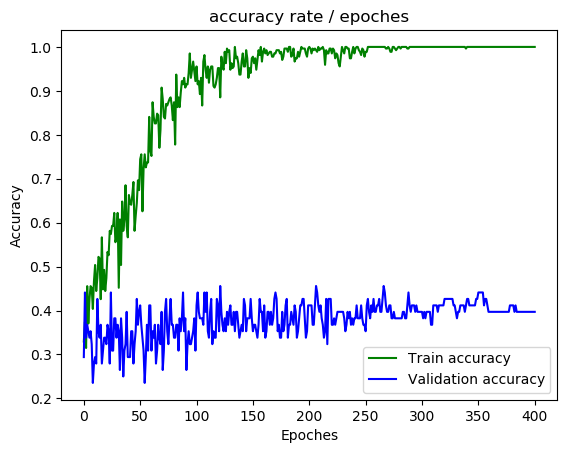 accuracy rate / epoches
Accuracy
1.0
0.9
0.8
0.7
0.6
0.5
0.4
0.3
0.2
Train accuracy
Validation accuracy
0 50 100 150 200 250 300 350 400
Epoches